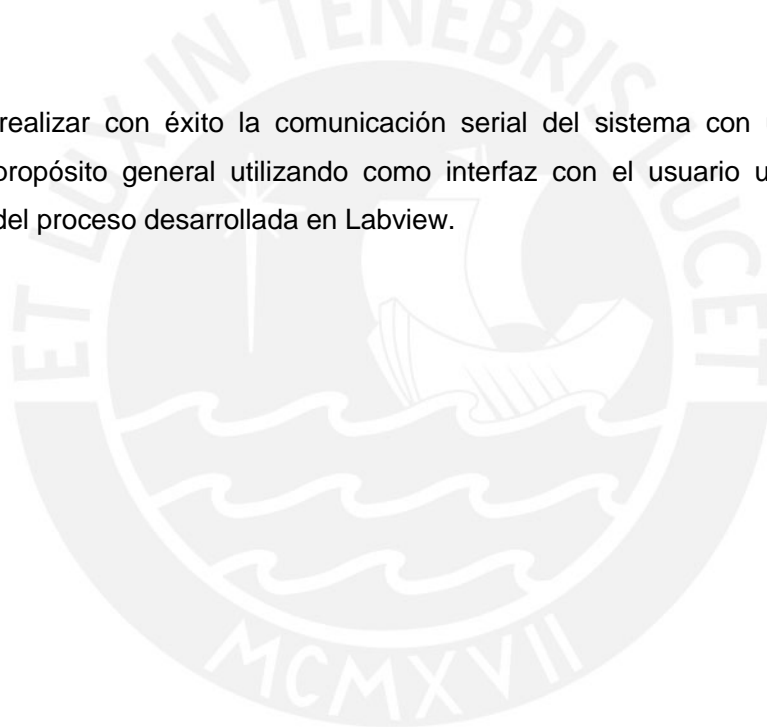 ET LUX IN TENEBRIS LUCET
realizar con éxito la comunicación serial del sistema con
propósito general utilizando como interfaz con el usuario
del proceso desarrollada en Labview.
MCMXVII